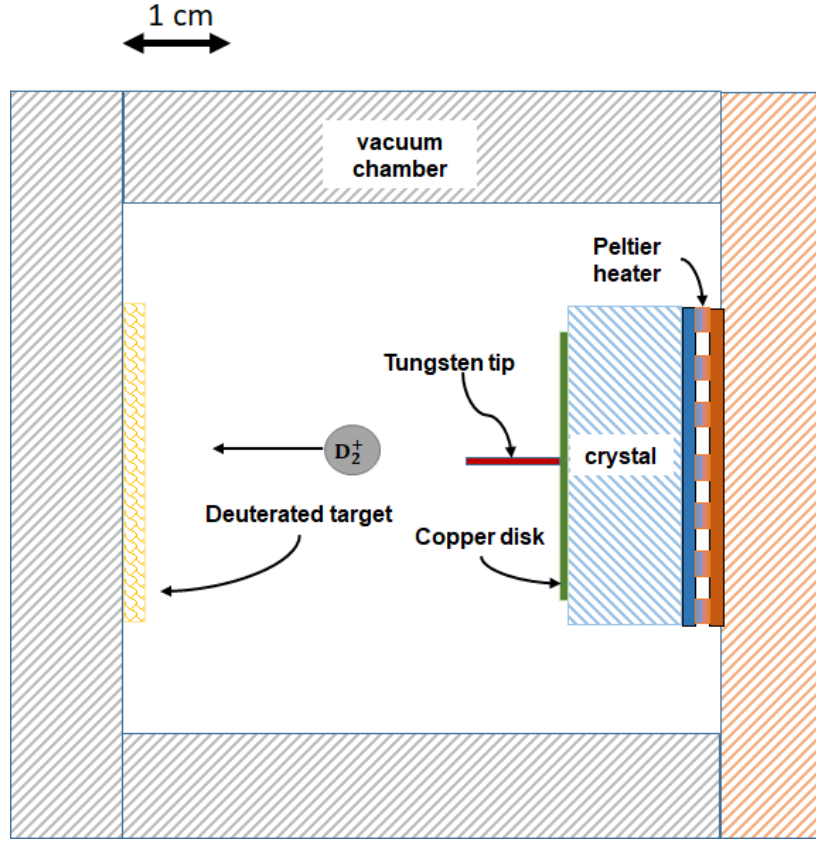 1 cm
vacuum
chamber
Peltier
heater
Tungsten tip
D₂⁺
crystal
Deuterated target
Copper disk